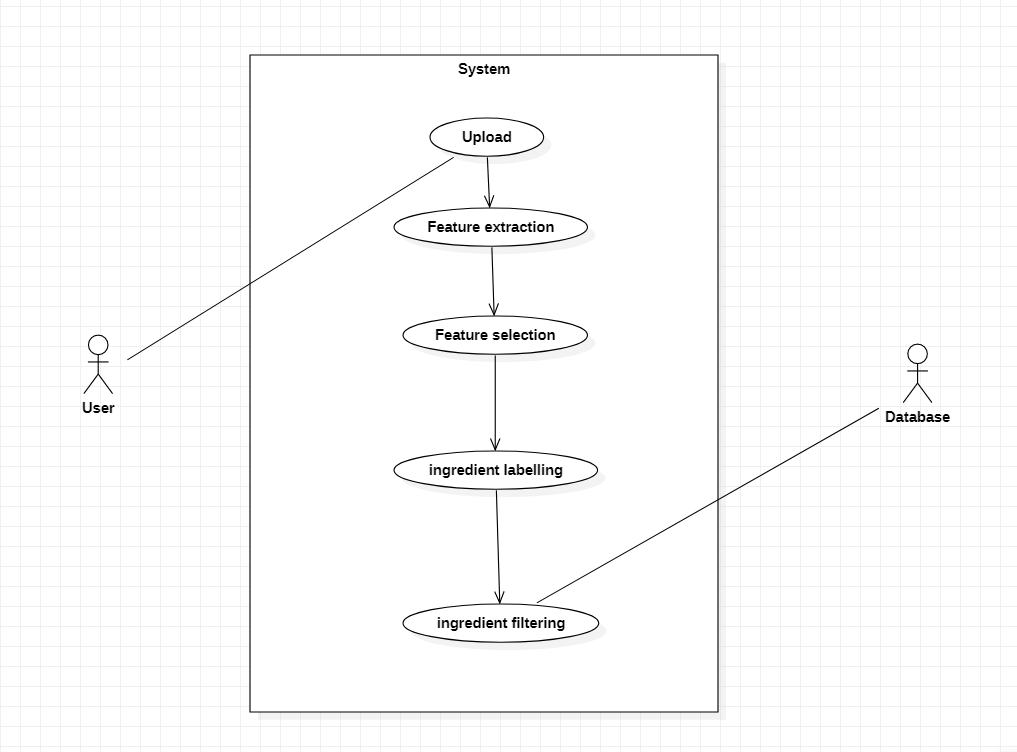 System
Upload
Feature extraction
Feature selection
User
Database
ingredient labelling
ingredient filtering